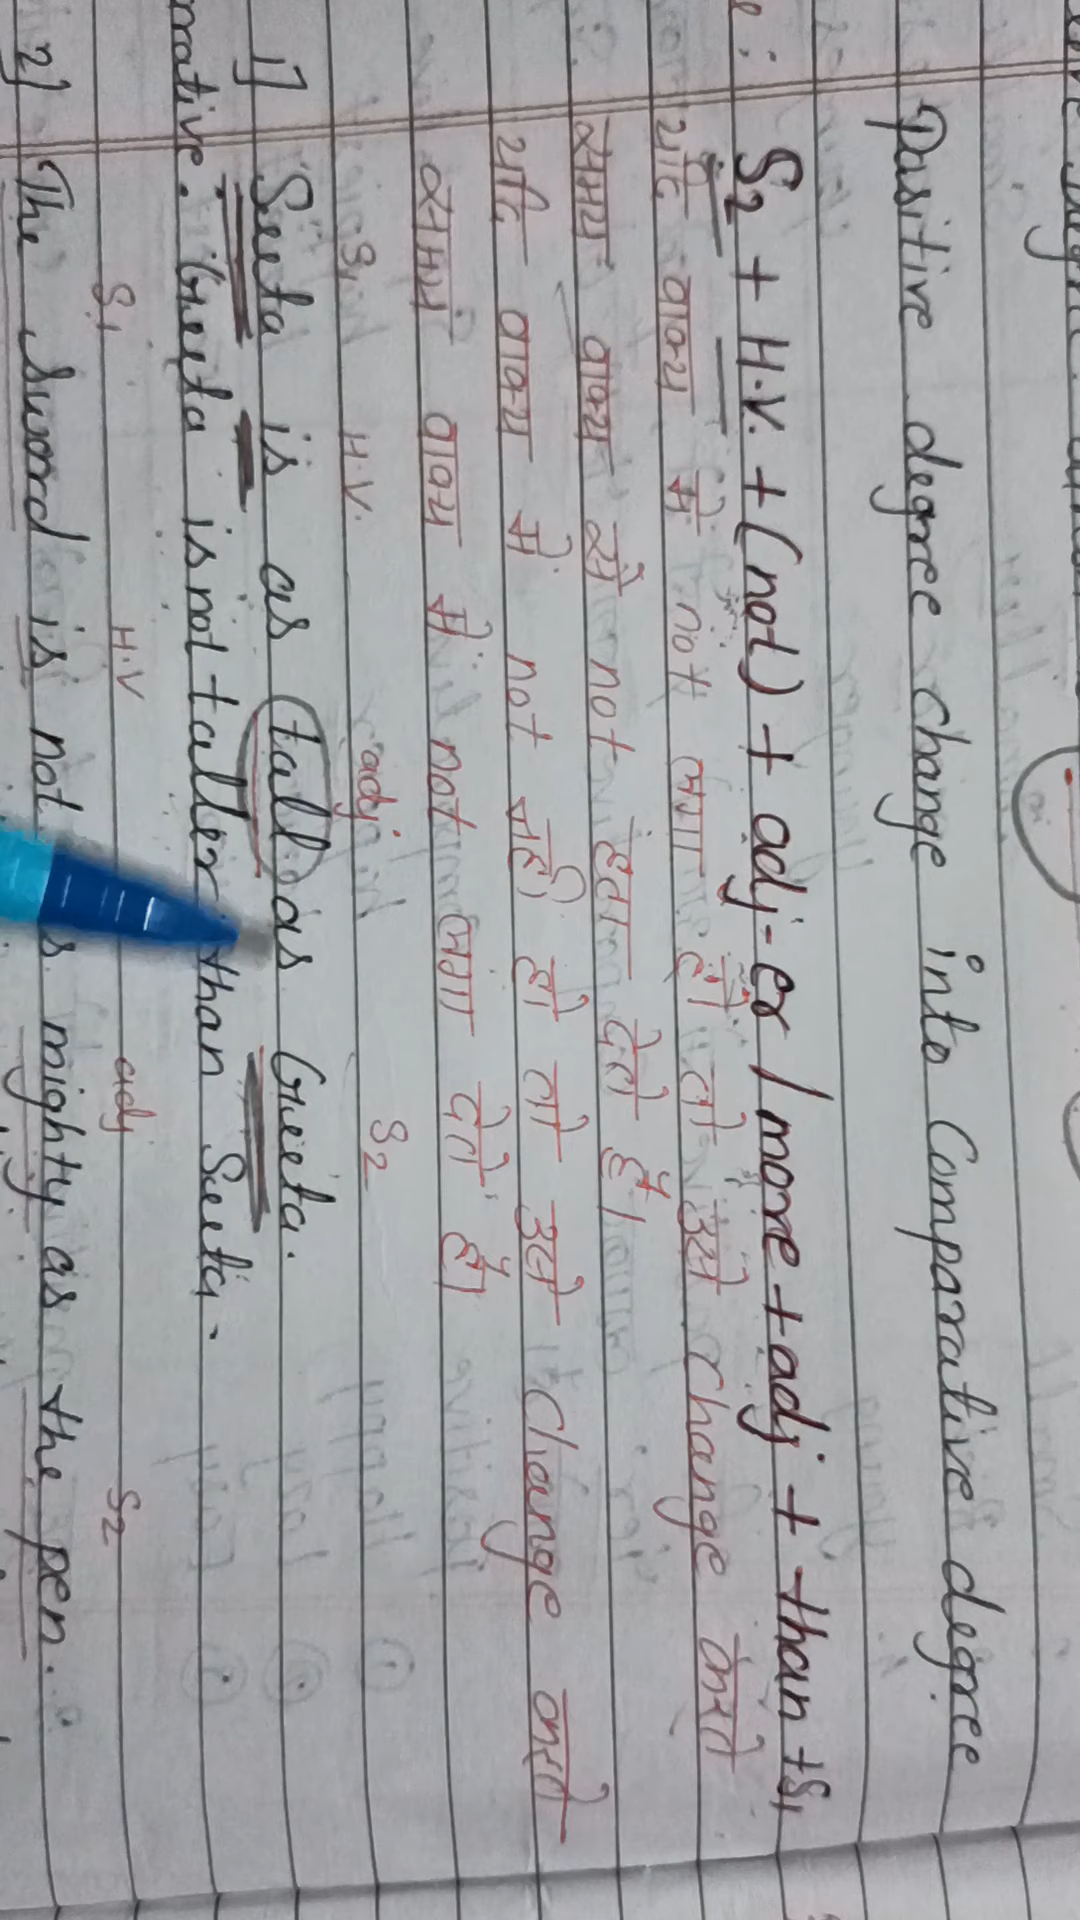 Positive degree change into Comparative degree
S2 + H.V. + (not) + adj-er / more + adj + than + S1
यदि वाक्य में not लगा हो तो उसे Change करते
समय वाक्य से not हटा देते हैं।
यदि वाक्य में not नहीं हो तो उसे Change करते
समय वाक्य में not लगा देते हैं।
S1 H.V. adj S2
1] Seeta is as tall as Geeta.
rative: Geeta is not taller than Seeta.
S1 H.V adj S2
2] The sword is not as mighty as the pen.